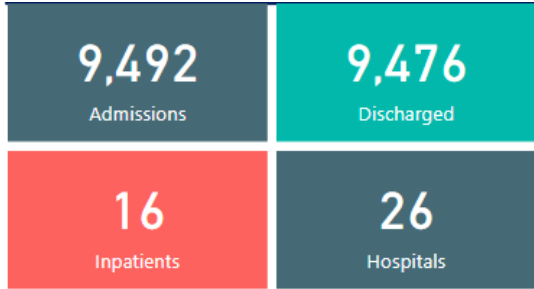 9,492
Admissions
9,476
Discharged
16
Inpatients
26
Hospitals